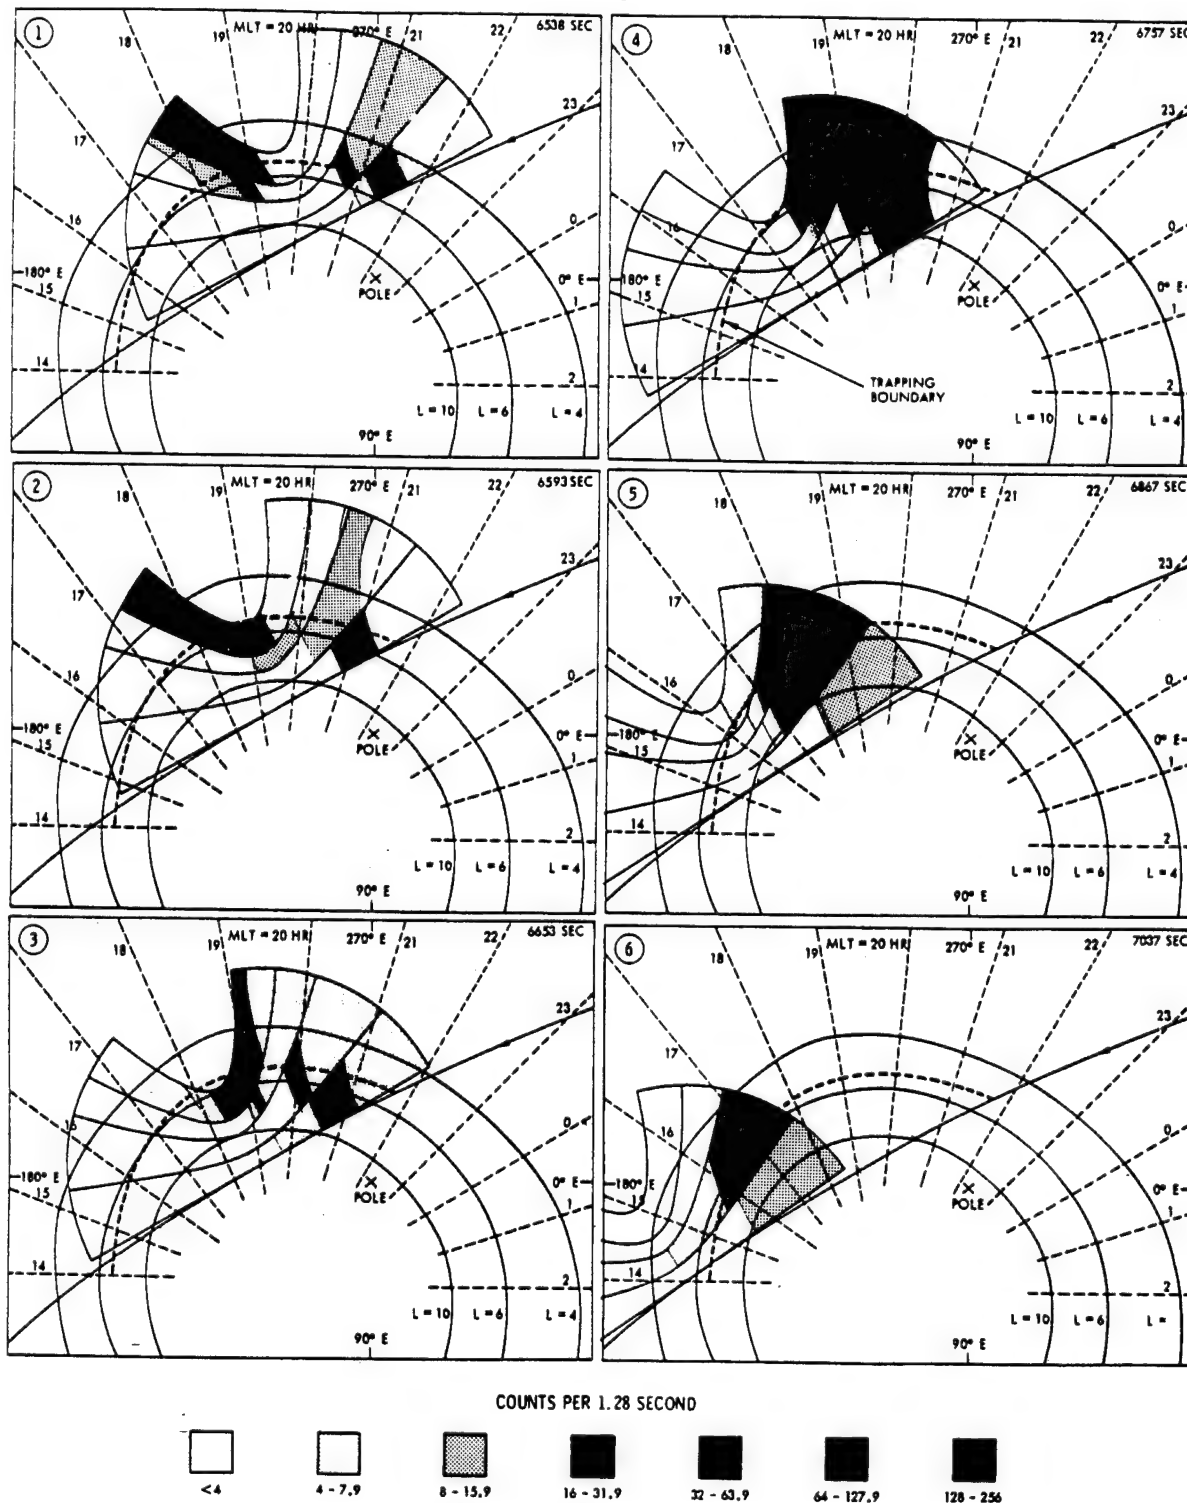 1
18
19
MLT = 20 HR
270° E
21
22
6538 SEC
23
17
16
180° E
15
14
0
0° E
1
2
POLE
L = 10
L = 6
L = 4
90° E
4
18
19
MLT = 20 HR
270° E
21
22
6757 SEC
23
17
16
180° E
15
14
0
0° E
1
2
POLE
TRAPPING
BOUNDARY
L = 10
L = 6
L = 4
90° E
2
18
19
MLT = 20 HR
270° E
21
22
6593 SEC
23
17
16
180° E
15
14
0
0° E
1
2
POLE
L = 10
L = 6
L = 4
90° E
5
18
19
MLT = 20 HR
270° E
21
22
6867 SEC
23
17
16
180° E
15
14
0
0° E
1
2
POLE
L = 10
L = 6
L = 4
90° E
3
18
19
MLT = 20 HR
270° E
21
22
6653 SEC
23
17
16
180° E
15
14
0
0° E
1
2
POLE
L = 10
L = 6
L = 4
90° E
6
18
19
MLT = 20 HR
270° E
21
22
7037 SEC
23
17
16
180° E
15
14
0
0° E
1
2
POLE
L = 10
L = 6
L =
90° E
COUNTS PER 1.28 SECOND
<4
4 - 7.9
8 - 15.9
16 - 31.9
32 - 63.9
64 - 127.9
128 - 256